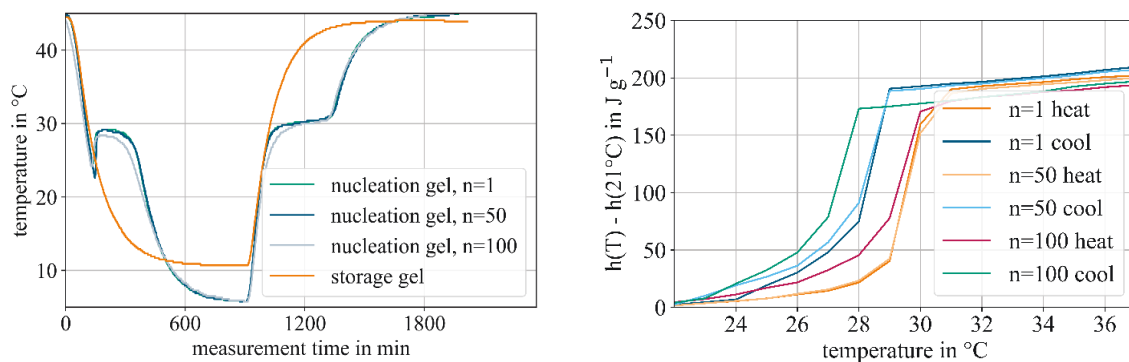 temperature in °C
40
30
20
10
0
600
1200
1800
measurement time in min
nucleation gel, n=1
nucleation gel, n=50
nucleation gel, n=100
storage gel
h(T) - h(21°C) in J g⁻¹
250
200
150
100
50
0
24
26
28
30
32
34
36
temperature in °C
n=1 heat
n=1 cool
n=50 heat
n=50 cool
n=100 heat
n=100 cool